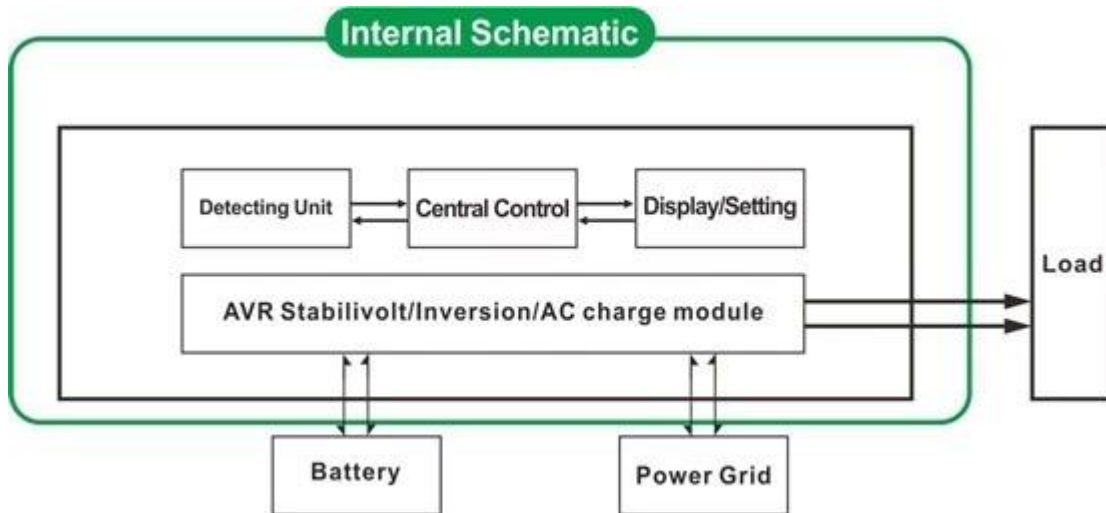 Internal Schematic
Detecting Unit
Central Control
Display/Setting
Load
AVR Stabilivolt/Inversion/AC charge module
Battery
Power Grid